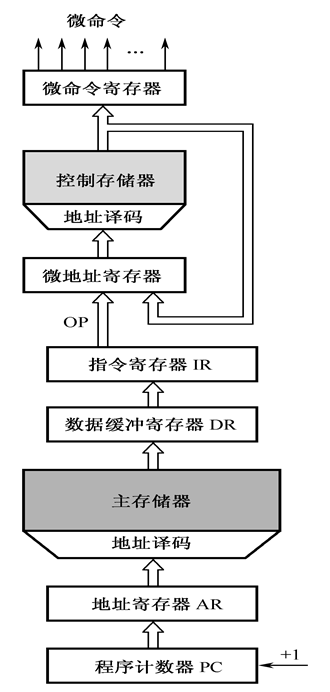 微命令
…
微命令寄存器
控制存储器
地址译码
微地址寄存器
OP
指令寄存器 IR
数据缓冲寄存器 DR
主存储器
地址译码
地址寄存器 AR
+1
程序计数器 PC